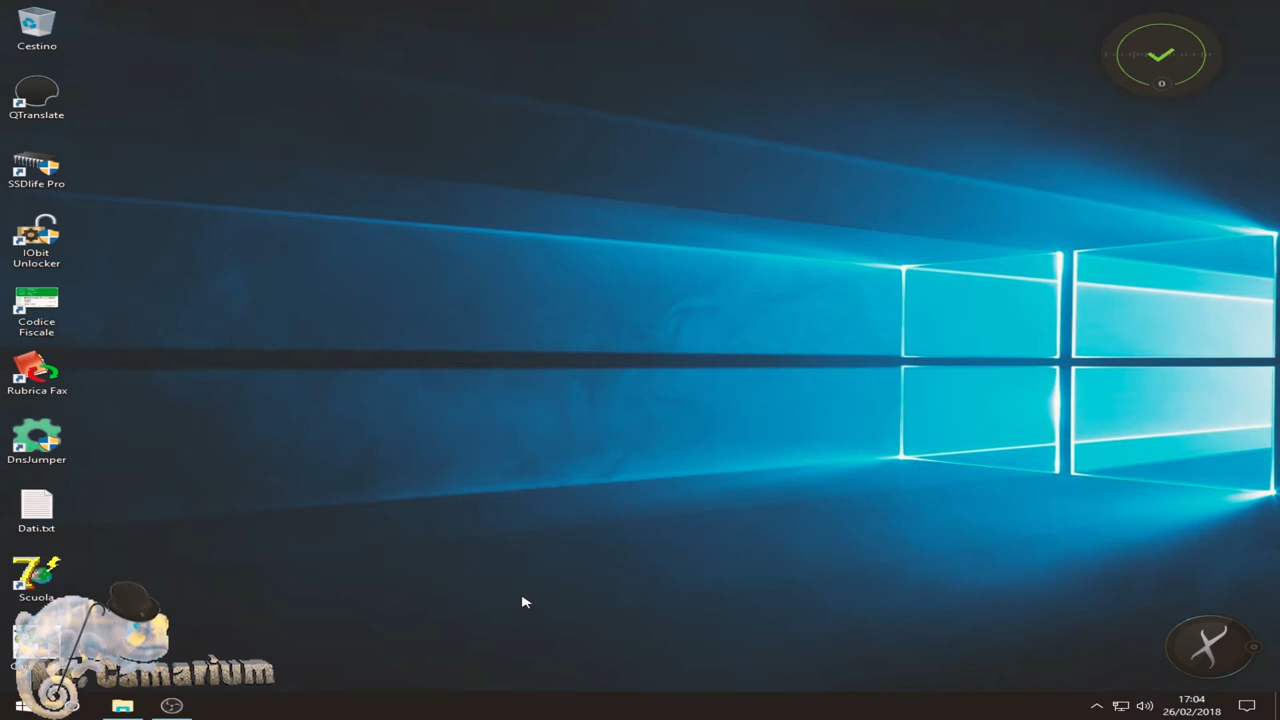 Cestino
QTranslate
SSDlife Pro
IObit
Unlocker
Codice
Fiscale
Rubrica Fax
DnsJumper
Dati.txt
7
Scuola
Camarium
0
17:04
26/02/2018